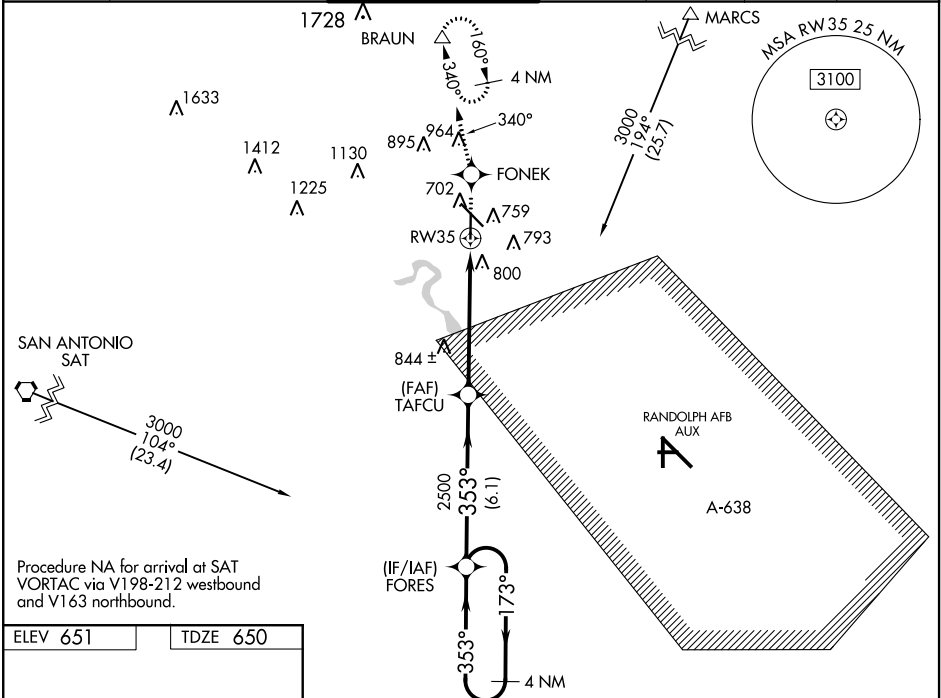 1728
BRAUN
160°
340°
4 NM
MARCS
MSA RW35 25 NM
3100
1633
3000
194°
(25.7)
340°
895
964
1412
1130
FONEK
1225
702
759
RW35
793
800
SAN ANTONIO
SAT
844 ±
(FAF)
TAFCU
RANDOLPH AFB
AUX
3000
104°
(23.4)
2500
353°
(6.1)
A-638
Procedure NA for arrival at SAT
VORTAC via V198-212 westbound
and V163 northbound.
(IF/IAF)
FORES
173°
353°
4 NM
ELEV 651
TDZE 650